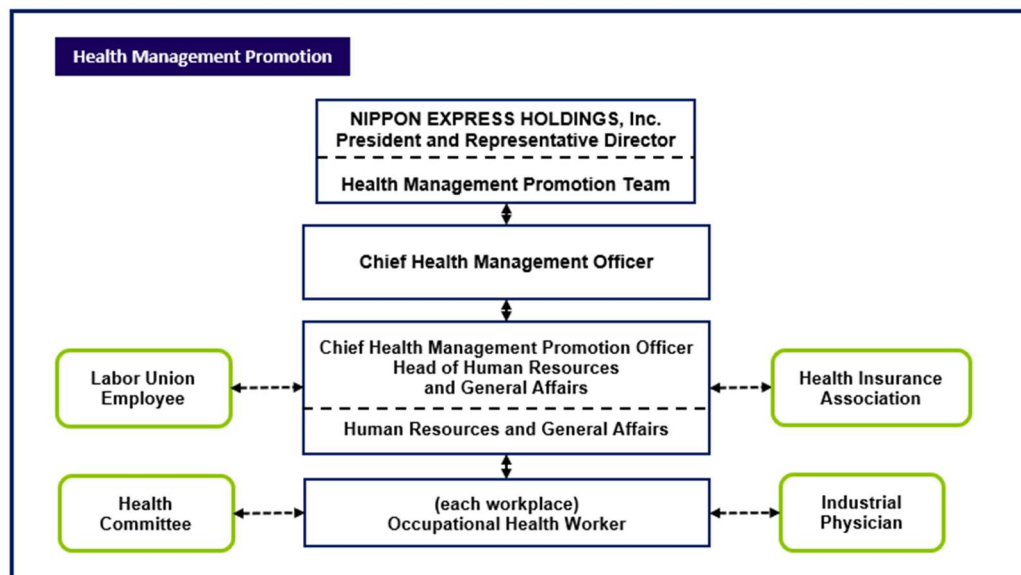 Health Management Promotion
NIPPON EXPRESS HOLDINGS, Inc.
President and Representative Director
Health Management Promotion Team
Chief Health Management Officer
Chief Health Management Promotion Officer
Head of Human Resources
and General Affairs
Human Resources and General Affairs
Labor Union
Employee
Health Insurance
Association
Health
Committee
(each workplace)
Occupational Health Worker
Industrial
Physician